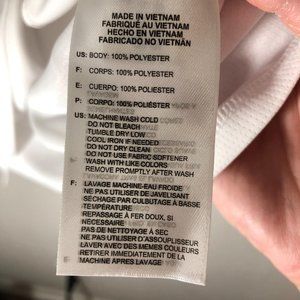 MADE IN VIETNAM
FABRIQUÉ AU VIETNAM
HECHO EN VIETNAM
FABRICADO NO VIETNÃN
US: BODY: 100% POLYESTER
F: CORPS: 100% POLYESTER
E: CUERPO: 100% POLIÉSTER
P: CORPO: 100% POLIÉSTER
US: MACHINE WASH COLD
DO NOT BLEACH
TUMBLE DRY LOW
COOL IRON IF NEEDED
DO NOT DRY CLEAN
DO NOT USE FABRIC SOFTENER
WASH WITH LIKE COLORS
REMOVE PROMPTLY AFTER WASH
F: LAVAGE MACHINE-EAU FROIDE
NE PAS UTILISER DE JAVELISANT
SÉCHAGE PAR CULBUTAGE À BASSE
TEMPÉRATURE
REPASSAGE À FER DOUX, SI
NÉCESSAIRE
PAS DE NETTOYAGE À SEC
NE PAS UTILISER D'ASSOUPLISSEUR
LAVER AVEC DES MÊMES COULEURS
RETIRER IMMÉDIATEMENT DE LA
MACHINE APRÈS LAVAGE